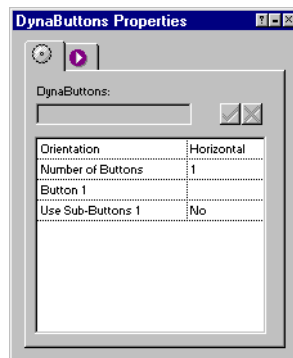 DynaButtons Properties
DynaButtons:
Orientation Horizontal
Number of Buttons 1
Button 1
Use Sub-Buttons 1 No